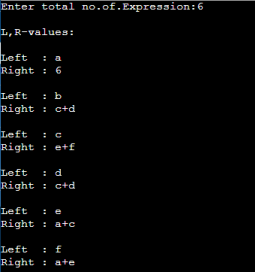 Enter total no.of.Expression:6
L,R-values:
Left : a
Right : 6
Left : b
Right : c+d
Left : c
Right : e+f
Left : d
Right : c+d
Left : e
Right : a+c
Left : f
Right : a+e